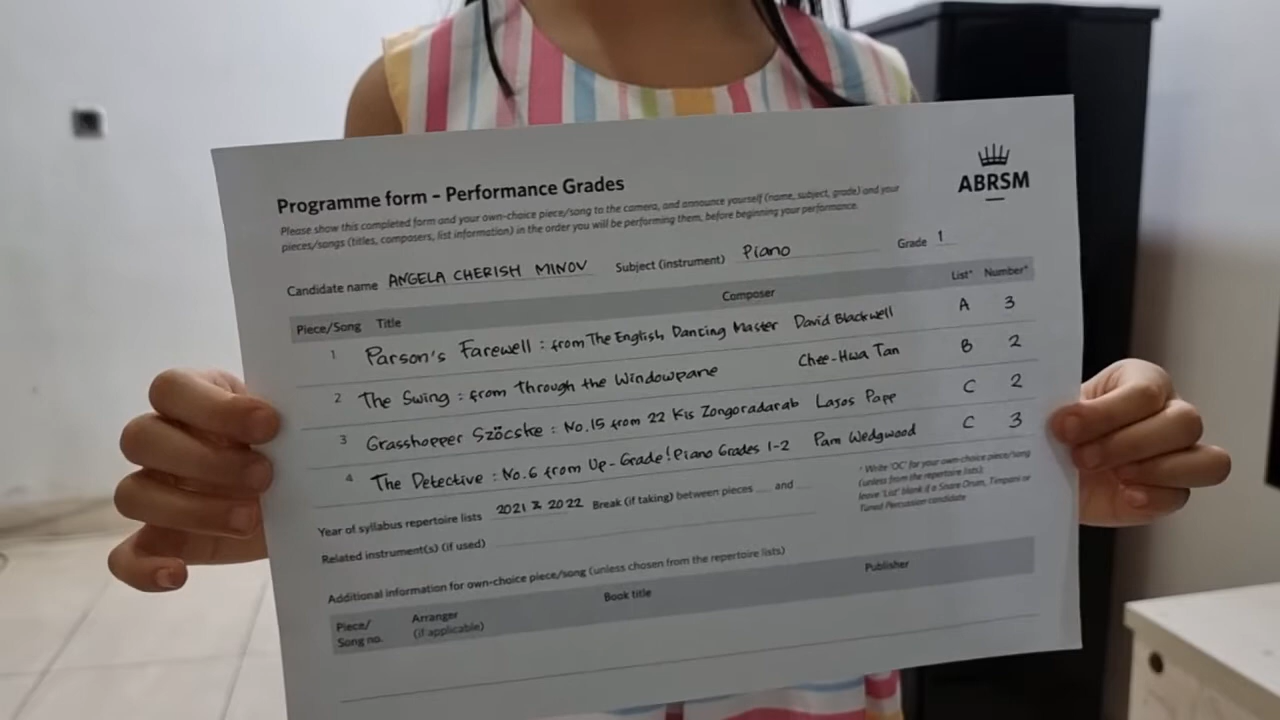 ABRSM
Programme form – Performance Grades
Please show this completed form and your own-choice piece/song to the camera, and announce yourself (name, subject, grade) and your
pieces/songs (titles, composers, list information) in the order you will be performing them, before beginning your performance.
Candidate name ANGELA CHERISH MINOV Subject (instrument) Piano Grade 1
Piece/Song Title Composer List* Number*
1 Parson's Farewell : from The English Dancing Master David Blackwell A 3
2 The Swing : from Through the Windowpane Chee-Hwa Tan B 2
3 Grasshopper Szöcske : No.15 from 22 Kis Zongoradarab Lajos Papp C 2
4 The Detective : No.6 from Up-Grade! Piano Grades 1-2 Pam Wedgwood C 3
Year of syllabus repertoire lists 2021 & 2022 Break (if taking) between pieces and
Related instrument(s) (if used)
* Write 'OC' for your own-choice piece/song
(unless from the repertoire lists);
leave 'List' blank if a Snare Drum, Timpani or
Tuned Percussion candidate
Additional information for own-choice piece/song (unless chosen from the repertoire lists)
Piece/
Song no. Arranger
(if applicable) Book title Publisher